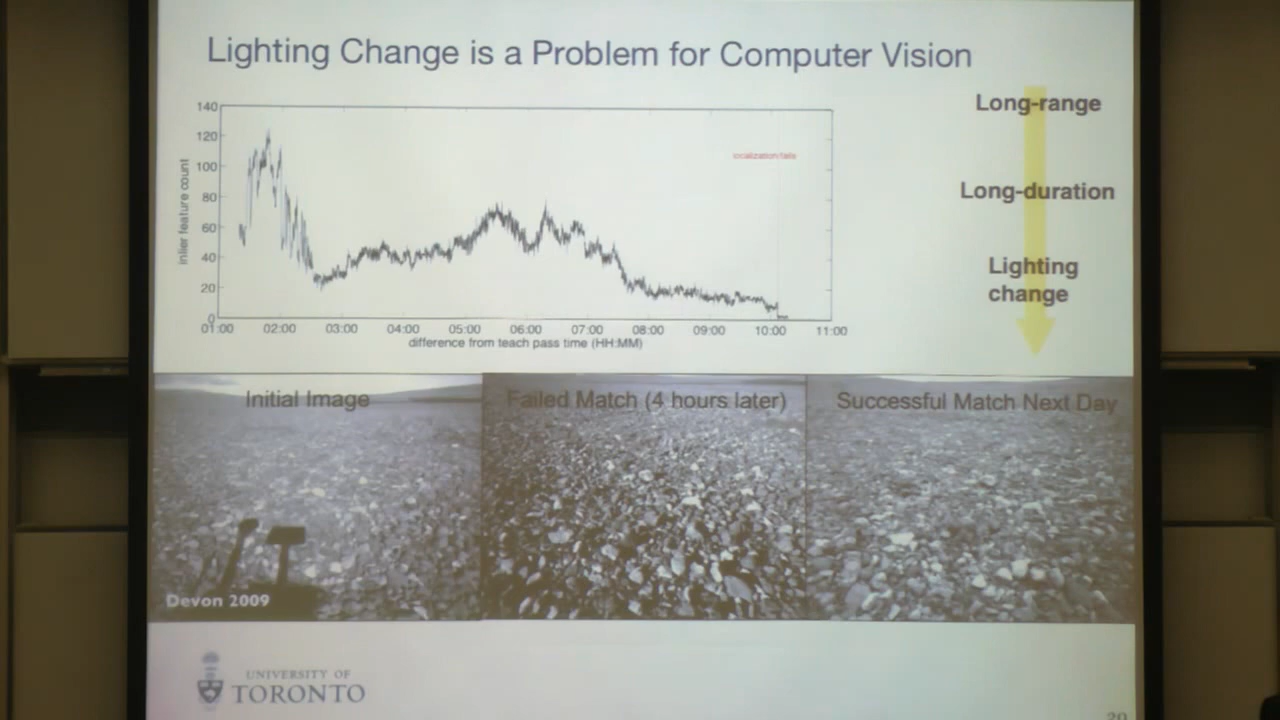 Lighting Change is a Problem for Computer Vision
Long-range
Long-duration
Lighting
change
140
120
100
80
60
40
20
0
inlier feature count
localization fails
01:00 02:00 03:00 04:00 05:00 06:00 07:00 08:00 09:00 10:00 11:00
difference from teach pass time (HH:MM)
Initial Image
Failed Match (4 hours later)
Successful Match Next Day
Devon 2009
UNIVERSITY OF
TORONTO